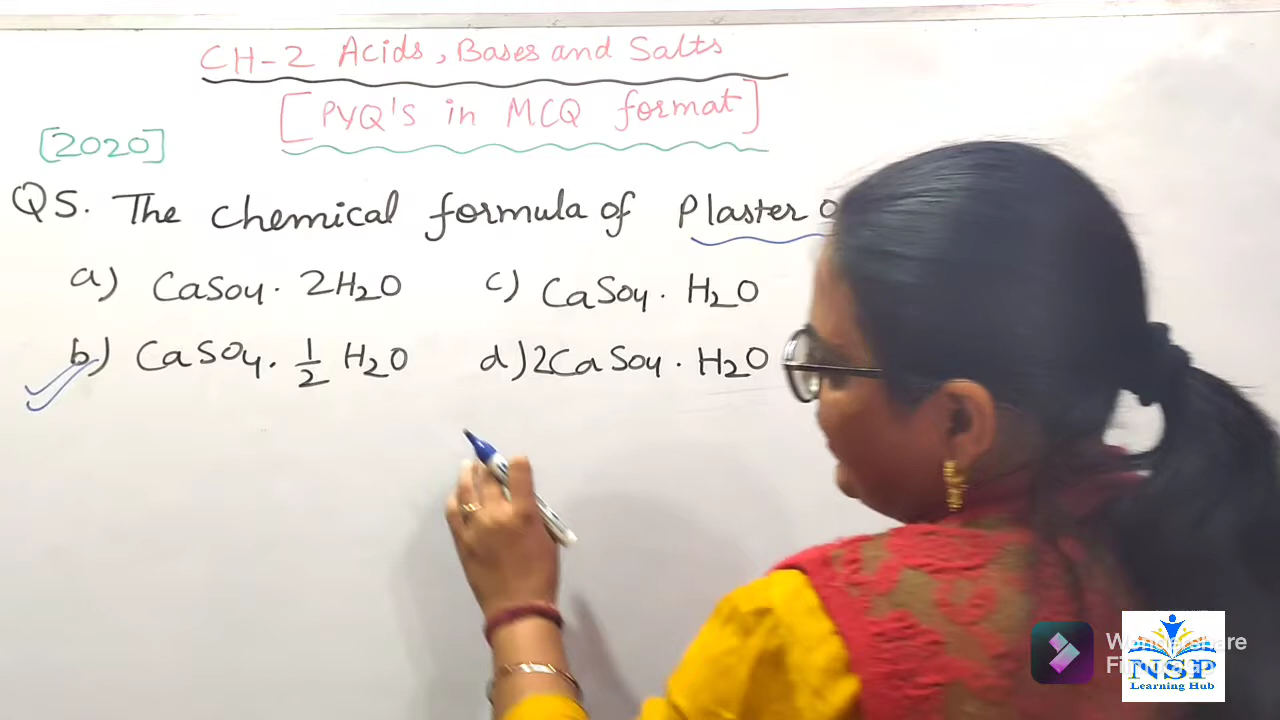 CH-2 Acids, Bases and Salts
[PYQ'S in MCQ format]
[2020]
Q5. The chemical formula of Plaster o
a) CaSO4. 2H2O c) CaSO4. H2O
b) CaSO4. 1/2 H2O d) 2CaSO4. H2O
Wondershare
NSP
Learning Hub